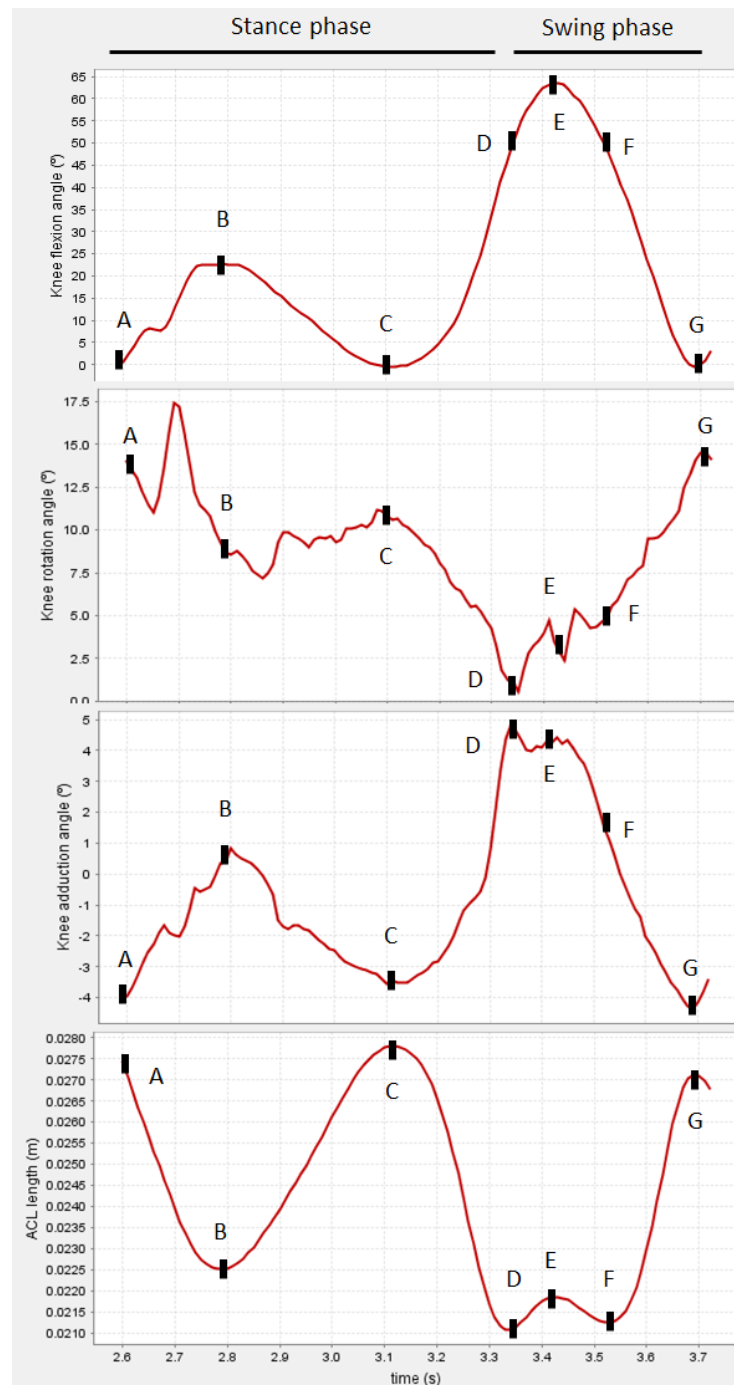 Stance phase Swing phase
65
60
55
50
45
40
35
30
25
20
15
10
5
0
Knee flexion angle (º)
A
B
C
D
E
F
G
17.5
15.0
12.5
10.0
7.5
5.0
2.5
0.0
Knee rotation angle (º)
A
B
C
D
E
F
G
5
4
3
2
1
0
-1
-2
-3
-4
Knee adduction angle (º)
A
B
C
D
E
F
G
0.0280
0.0275
0.0270
0.0265
0.0260
0.0255
0.0250
0.0245
0.0240
0.0235
0.0230
0.0225
0.0220
0.0215
0.0210
ACL length (m)
A
B
C
D
E
F
G
2.6 2.7 2.8 2.9 3.0 3.1 3.2 3.3 3.4 3.5 3.6 3.7
time (s)